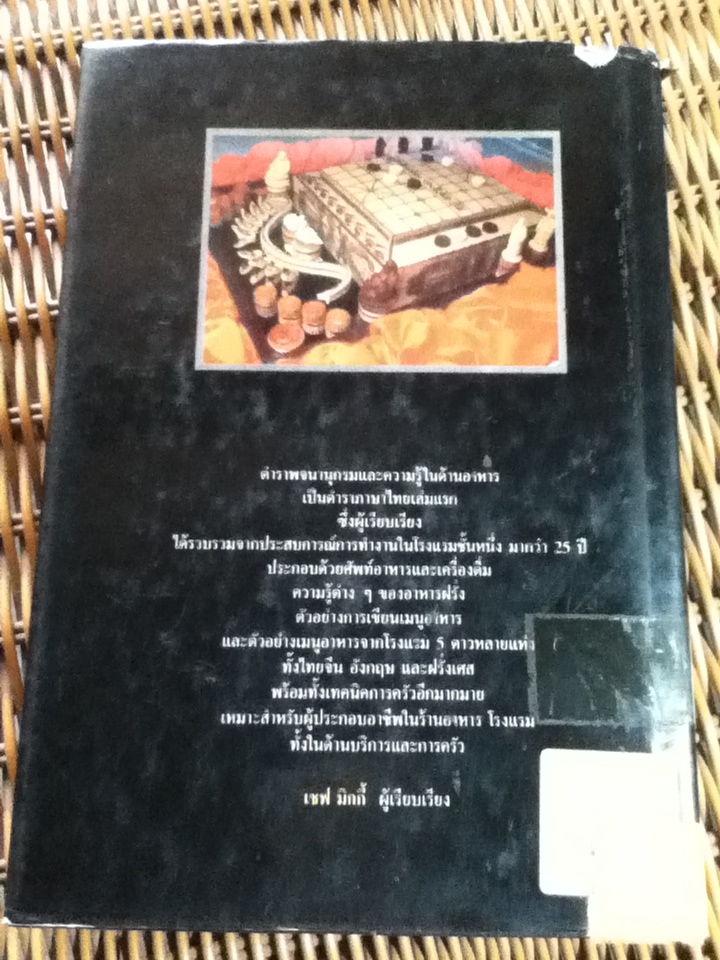 ตำราพจนานุกรมและความรู้ในด้านอาหาร
เป็นตำราภาษาไทยเล่มแรก
ซึ่งผู้เรียบเรียง
ได้รวบรวมจากประสบการณ์การทำงานในโรงแรมชั้นหนึ่ง มากว่า 25 ปี
ประกอบด้วยศัพท์อาหารและเครื่องดื่ม
ความรู้ต่าง ๆ ของอาหารฝรั่ง
ตัวอย่างการเขียนเมนูอาหาร
และตัวอย่างเมนูอาหารจากโรงแรม 5 ดาวหลายแห่ง
ทั้งไทยจีน อังกฤษ และฝรั่งเศส
พร้อมทั้งเทคนิคการครัวอีกมากมาย
เหมาะสำหรับผู้ประกอบอาชีพในร้านอาหาร โรงแรม
ทั้งในด้านบริการและการครัว
เชฟ มิกกี้ ผู้เรียบเรียง